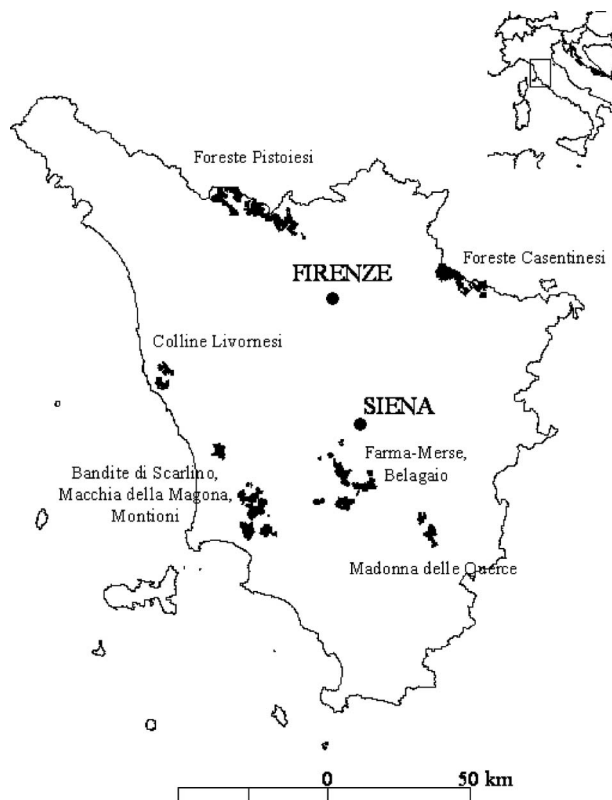 Foreste Pistoiesi
Foreste Casentinesi
FIRENZE
Colline Livornesi
SIENA
Farma-Merse,
Belagaio
Bandite di Scarlino,
Macchia della Magona,
Montioni
Madonna delle Querce
0
50 km